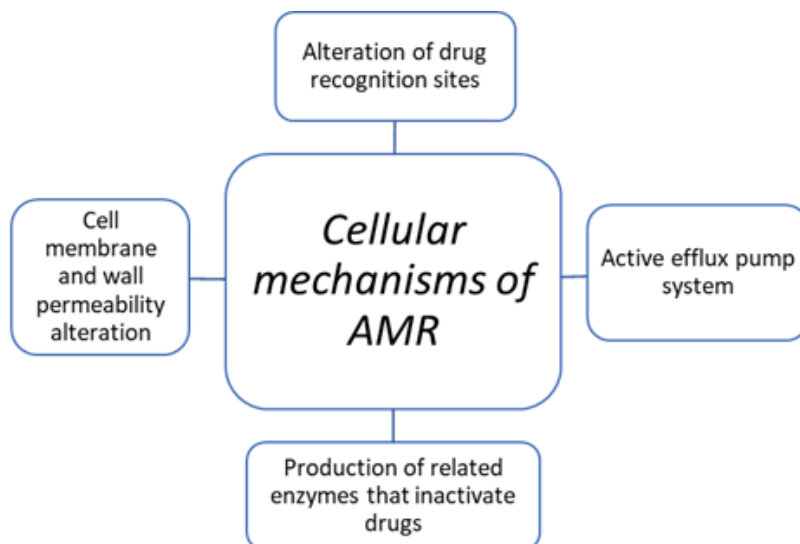 Alteration of drug
recognition sites
Cell
membrane
and wall
permeability
alteration
Cellular
mechanisms of
AMR
Active efflux pump
system
Production of related
enzymes that inactivate
drugs